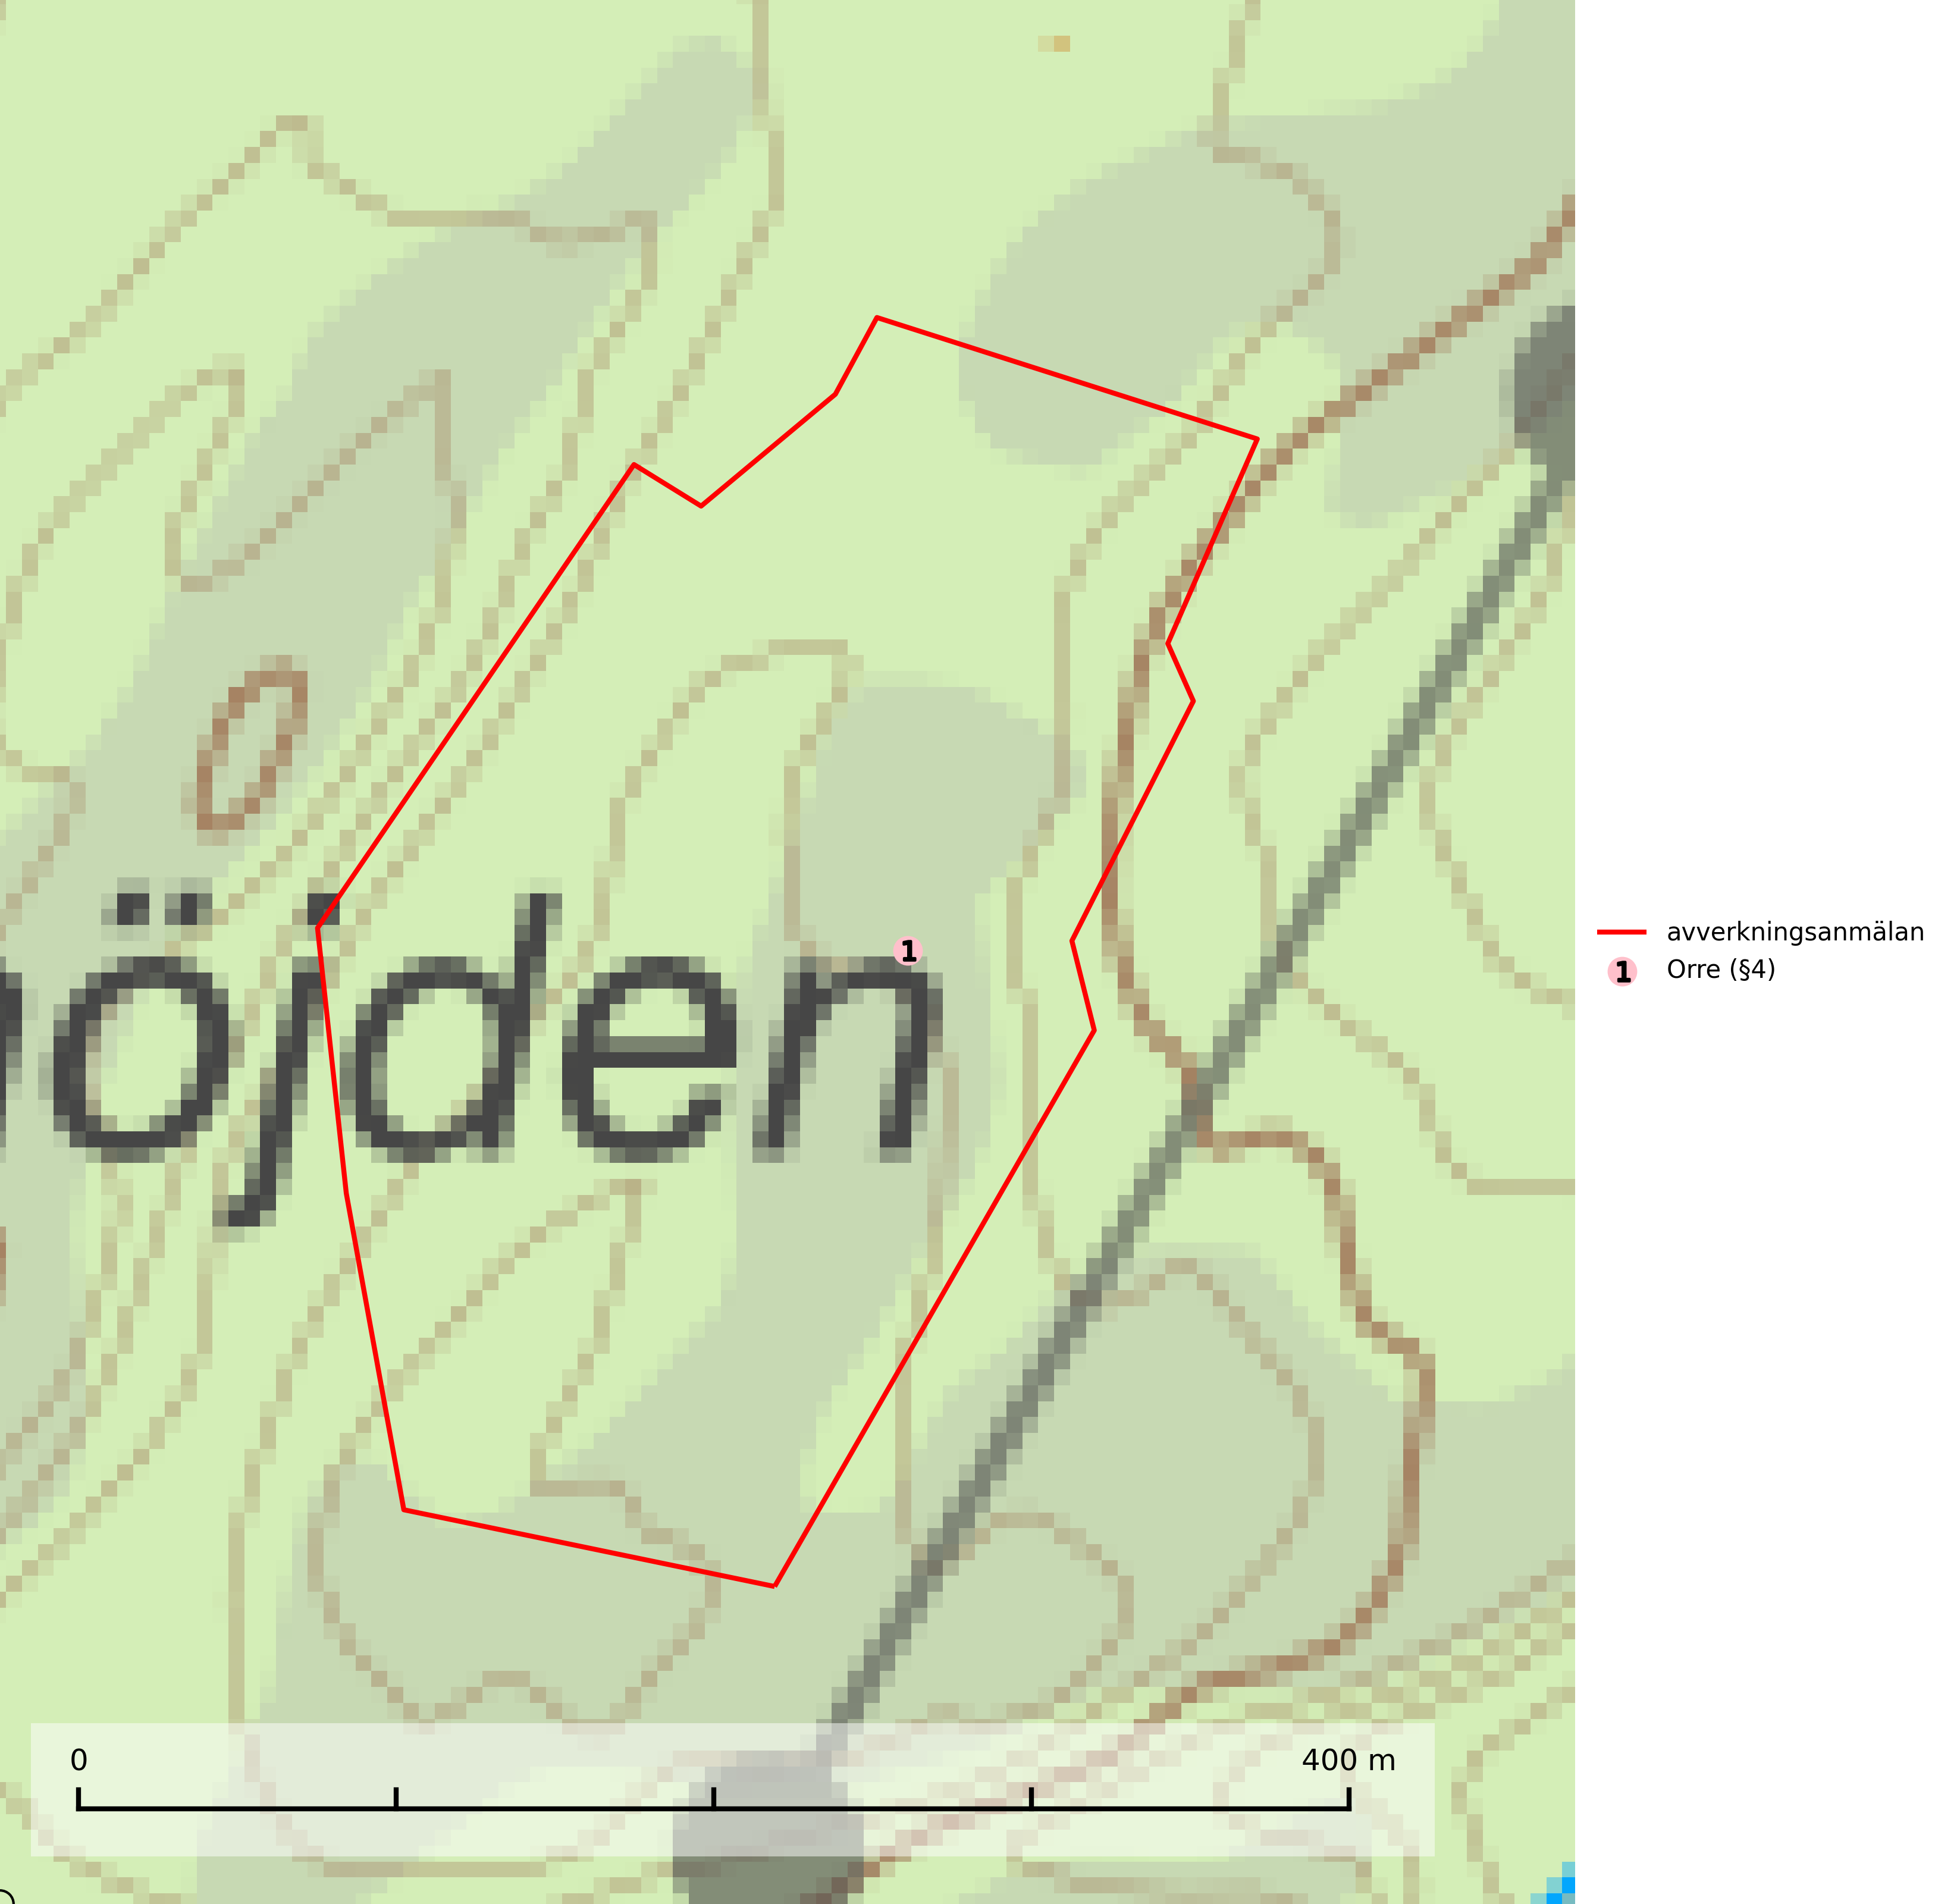 öjden
1
avverkningsanmälan
1 Orre (§4)
0 400 m